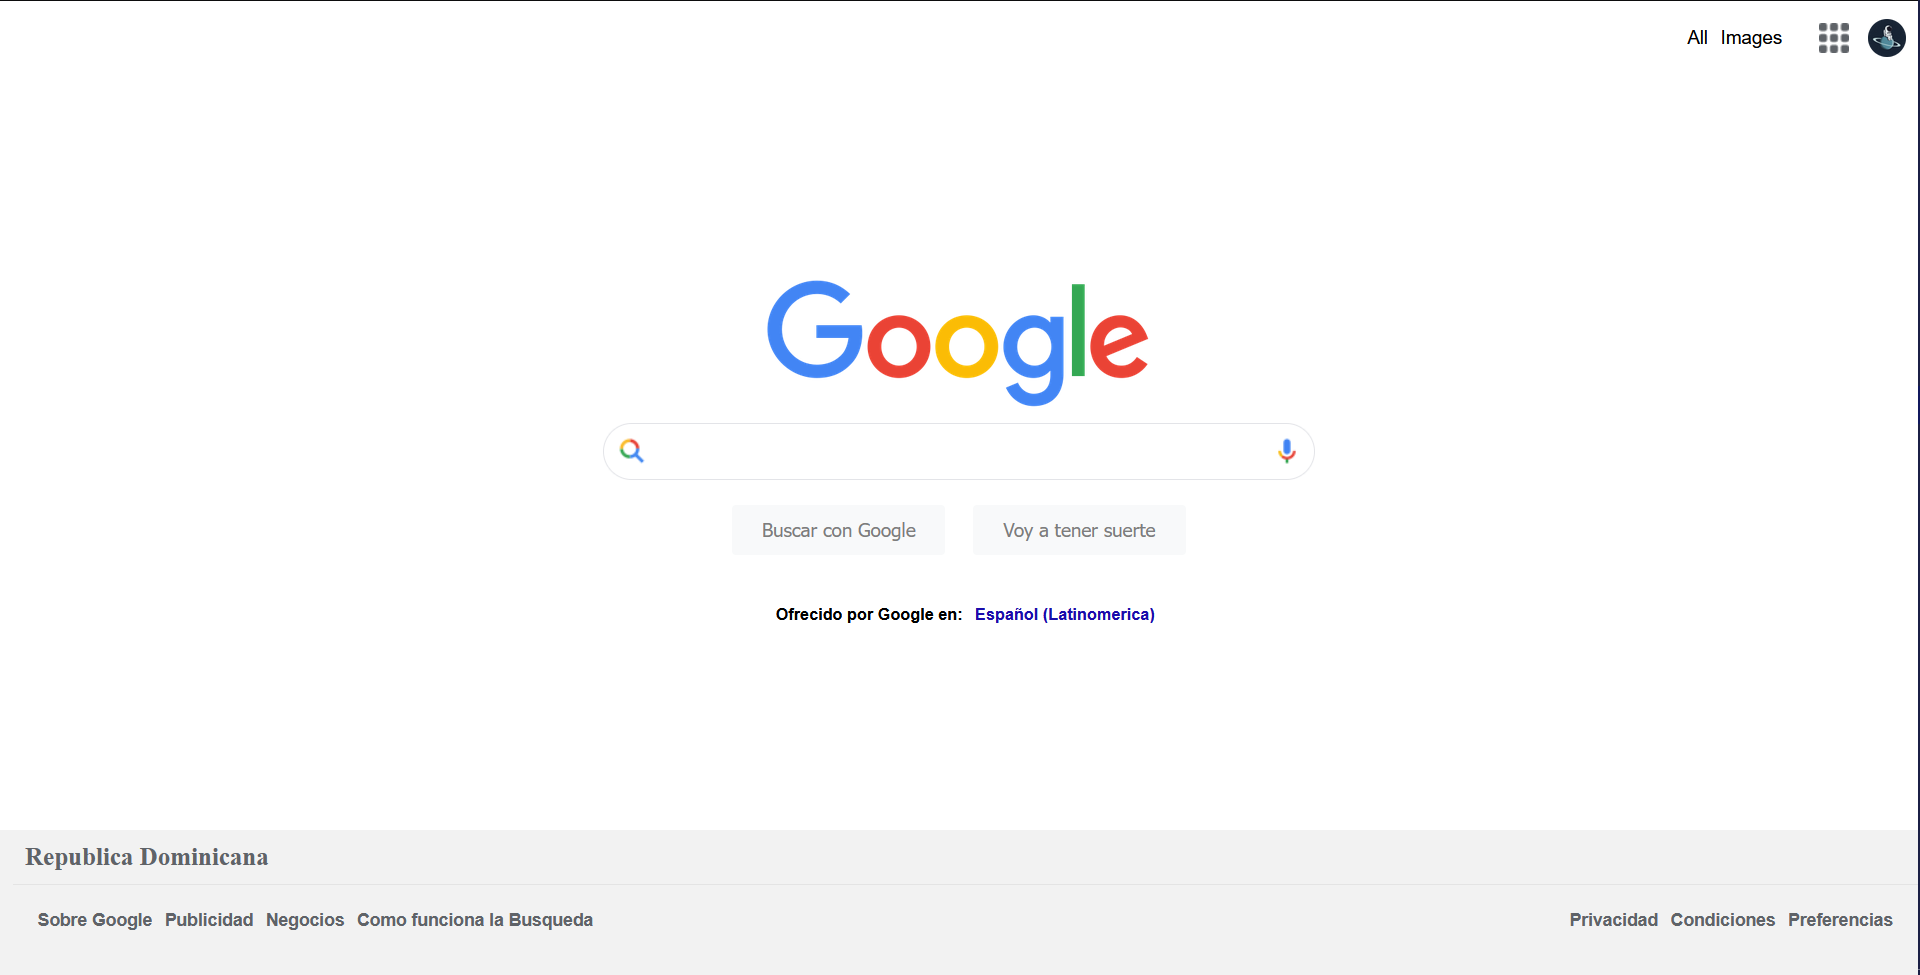 All Images
Google
Buscar con Google Voy a tener suerte
Ofrecido por Google en: Español (Latinomerica)
Republica Dominicana
Sobre Google Publicidad Negocios Como funciona la Busqueda Privacidad Condiciones Preferencias